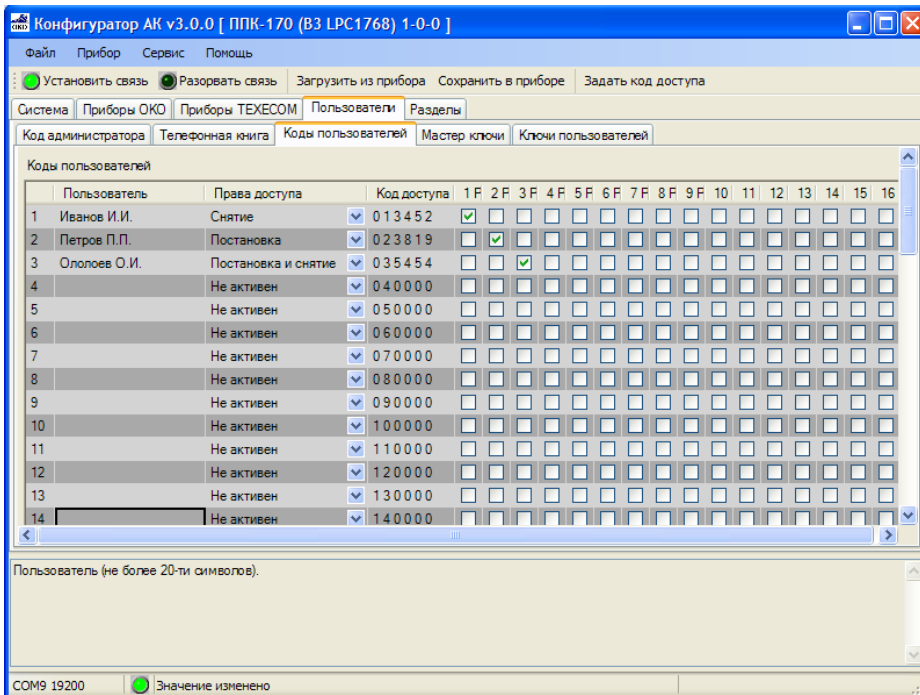 око Конфигуратор АК v3.0.0 [ ППК-170 (В3 LPC1768) 1-0-0 ]
Файл Прибор Сервис Помощь
Установить связь Разорвать связь Загрузить из прибора Сохранить в приборе Задать код доступа
Система Приборы ОКО Приборы TEXECOM Пользователи Разделы
Код администратора Телефонная книга Коды пользователей Мастер ключи Ключи пользователей
Коды пользователей
Пользователь Права доступа Код доступа 1 Р 2 Р 3 Р 4 Р 5 Р 6 Р 7 Р 8 Р 9 Р 10 11 12 13 14 15 16
1 Иванов И.И. Снятие 013452
2 Петров П.П. Постановка 023819
3 Ололоев О.И. Постановка и снятие 035454
4 Не активен 040000
5 Не активен 050000
6 Не активен 060000
7 Не активен 070000
8 Не активен 080000
9 Не активен 090000
10 Не активен 100000
11 Не активен 110000
12 Не активен 120000
13 Не активен 130000
14 Не активен 140000
Пользователь (не более 20-ти символов).
COM9 19200 Значение изменено